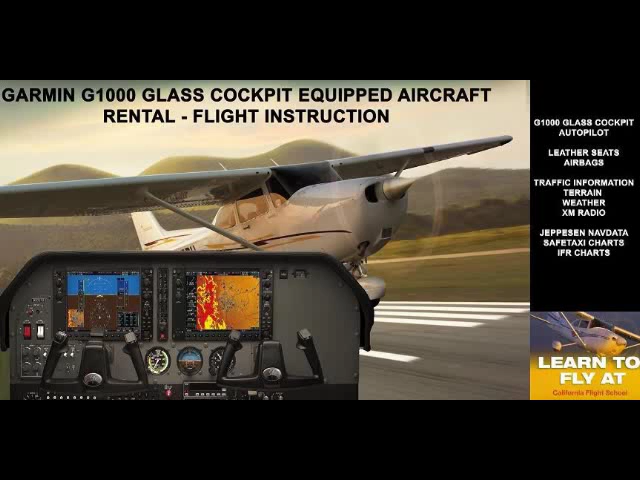 GARMIN G1000 GLASS COCKPIT EQUIPPED AIRCRAFT
RENTAL - FLIGHT INSTRUCTION
G1000 GLASS COCKPIT
AUTOPILOT
LEATHER SEATS
AIRBAGS
TRAFFIC INFORMATION
TERRAIN
WEATHER
XM RADIO
JEPPESEN NAVDATA
SAFETAXI CHARTS
IFR CHARTS
LEARN TO
FLY AT
California Flight School